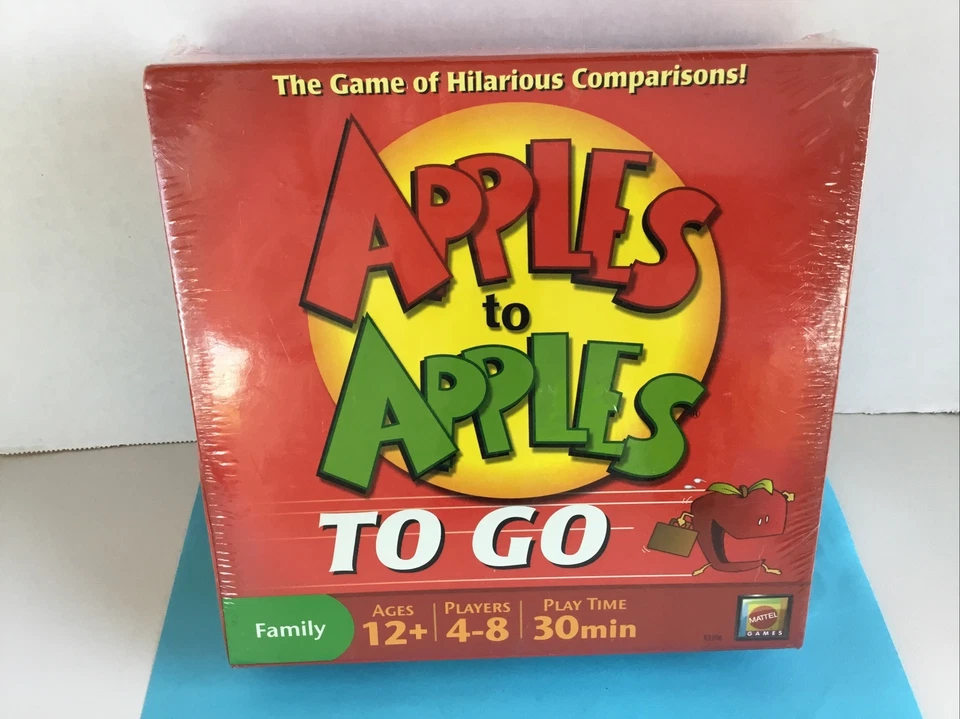 The Game of Hilarious Comparisons!
APPLES
to
APPLES
TO GO
Family
AGES
12+
PLAYERS
4-8
PLAY TIME
30min
MATTEL
GAMES